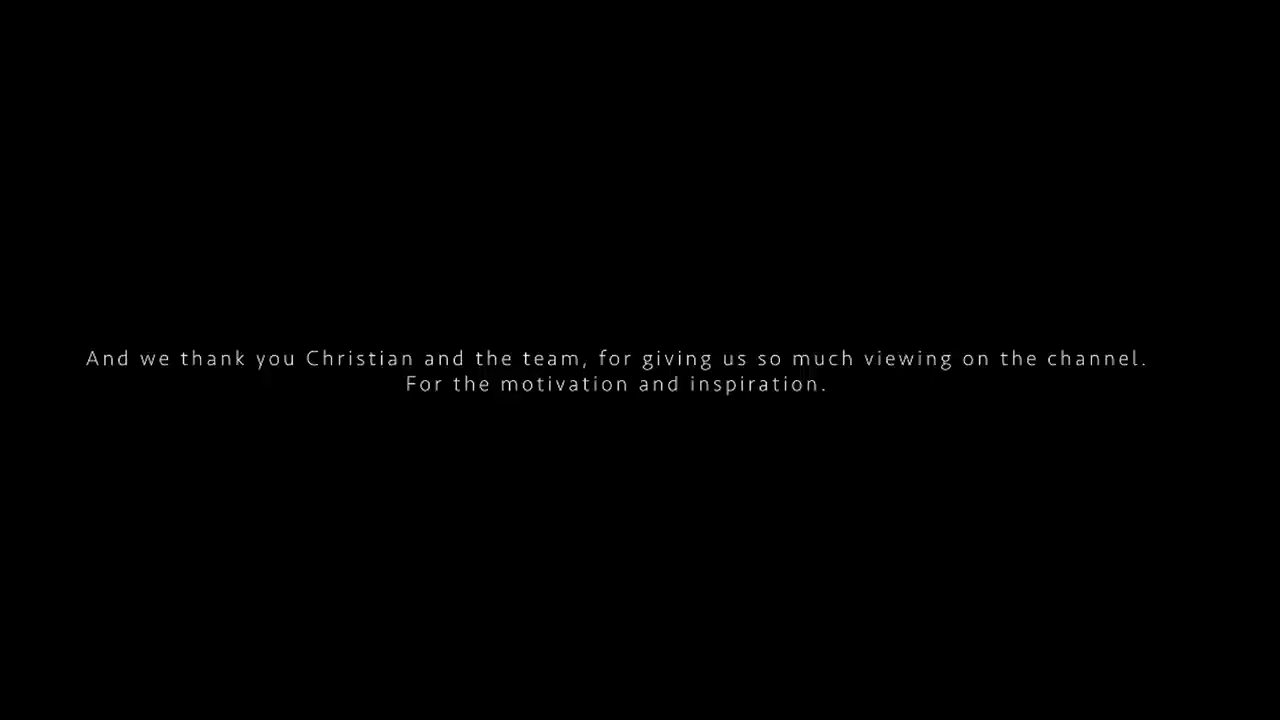 And we thank you Christian and the team, for giving us so much viewing on the channel.
For the motivation and inspiration.